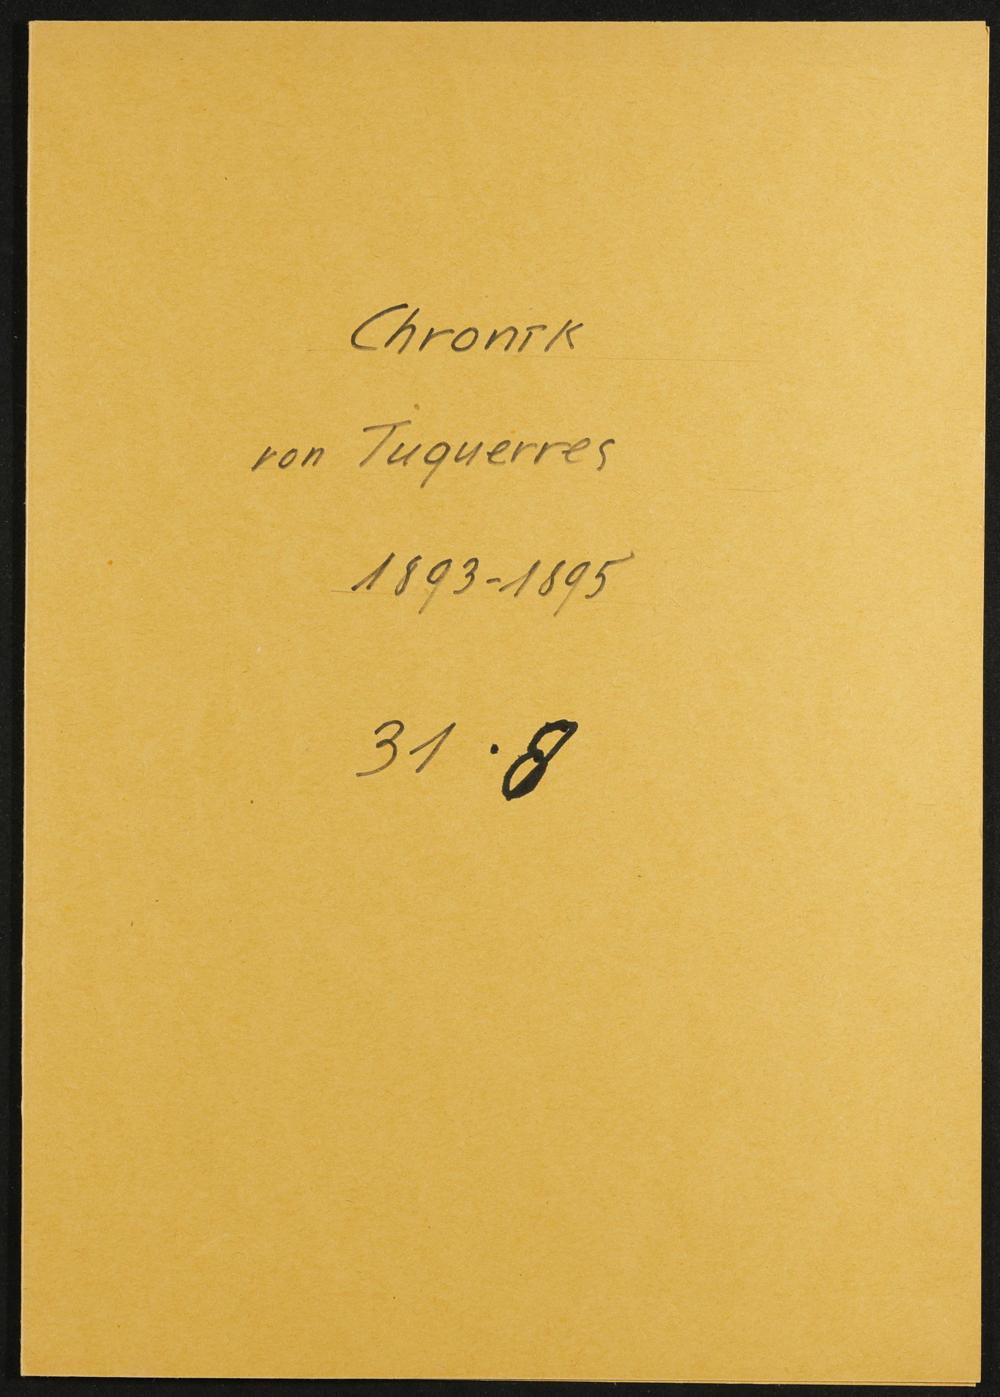 Chronik
von Tuquerres
1893-1895
31.8